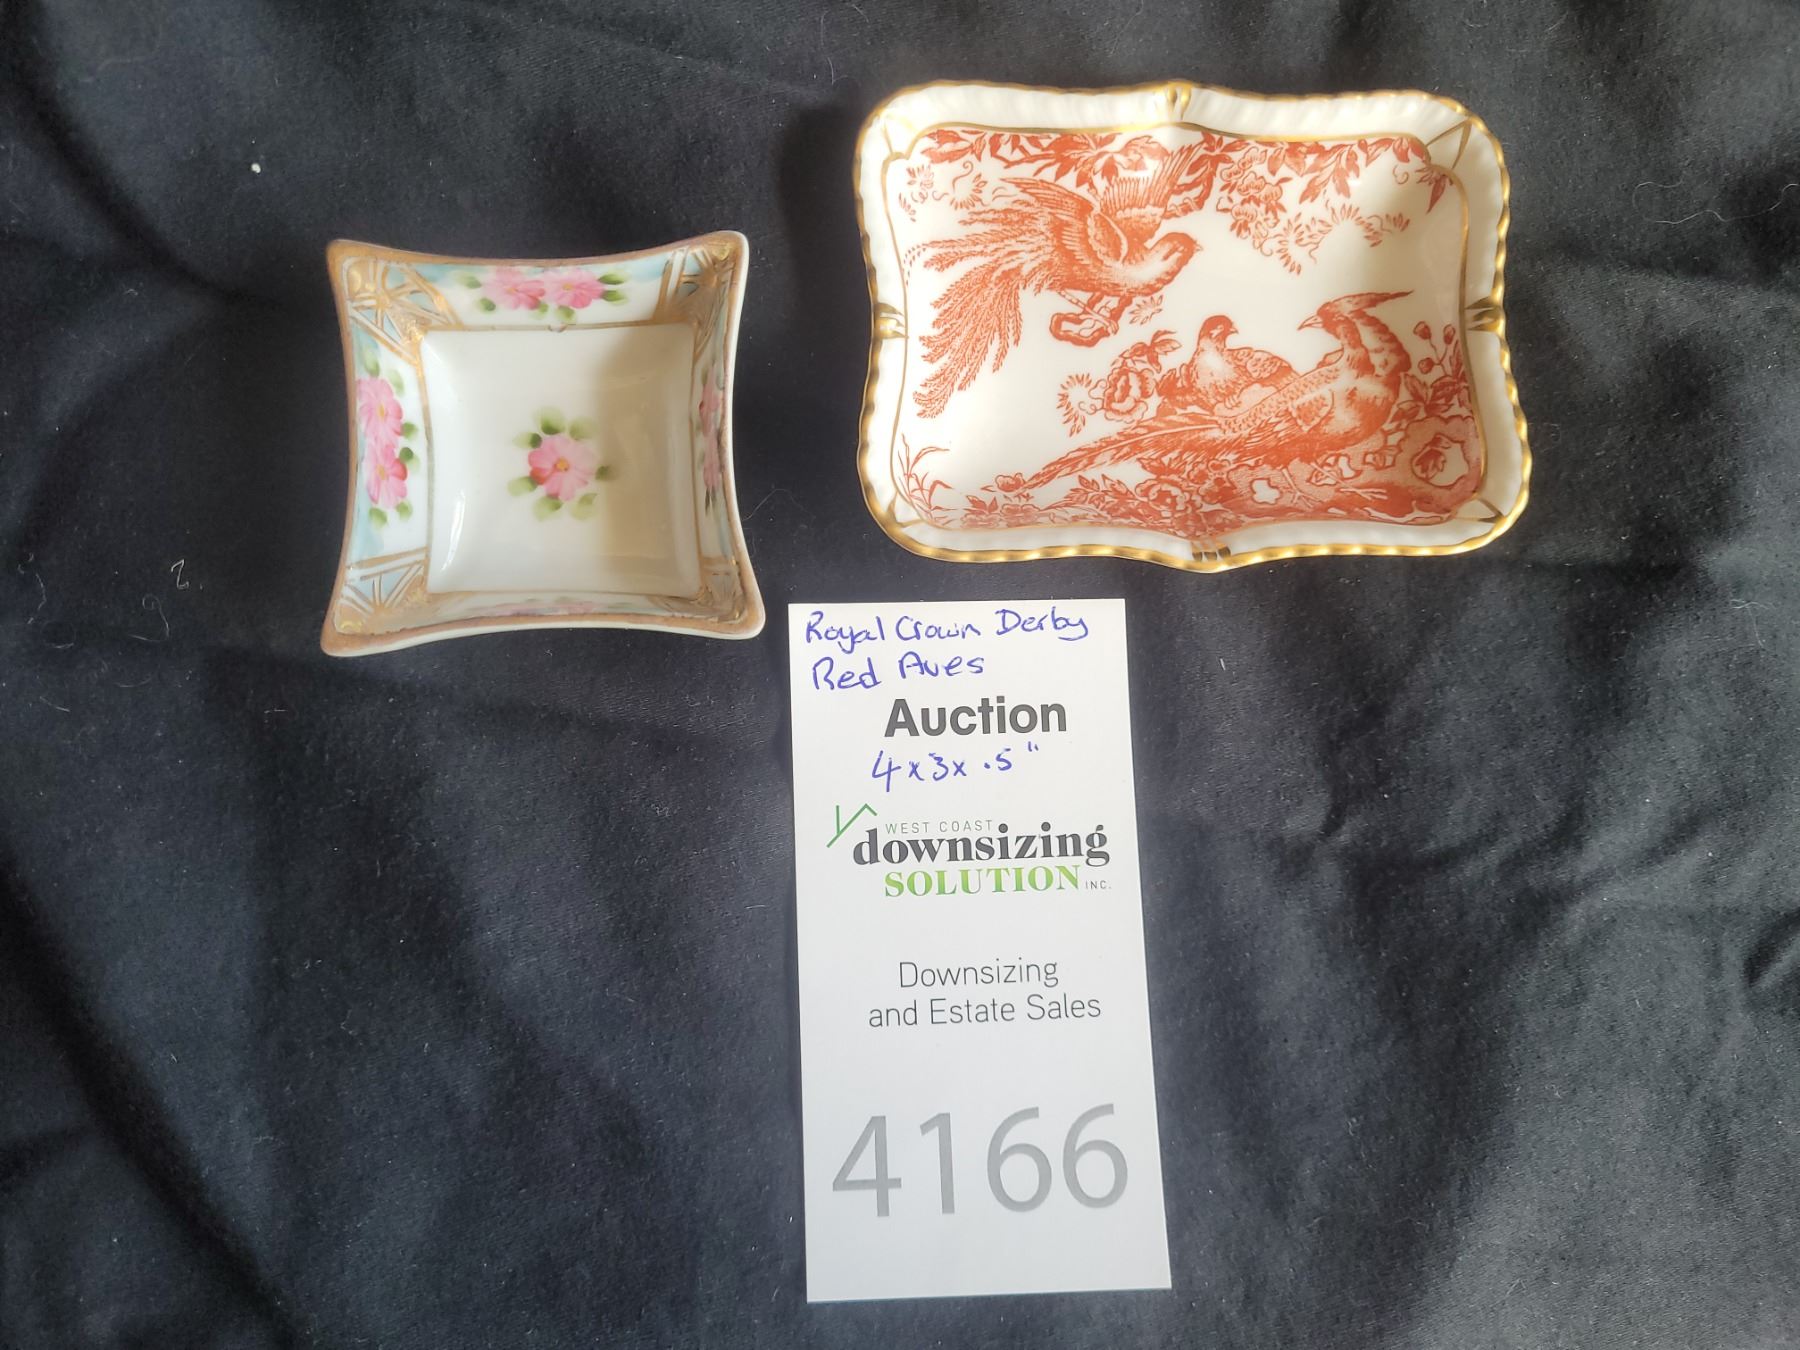 Royal Crown Derby
Red Aves
Auction
4 x 3 x .5"
WEST COAST
downsizing
SOLUTION INC.
Downsizing
and Estate Sales
4166